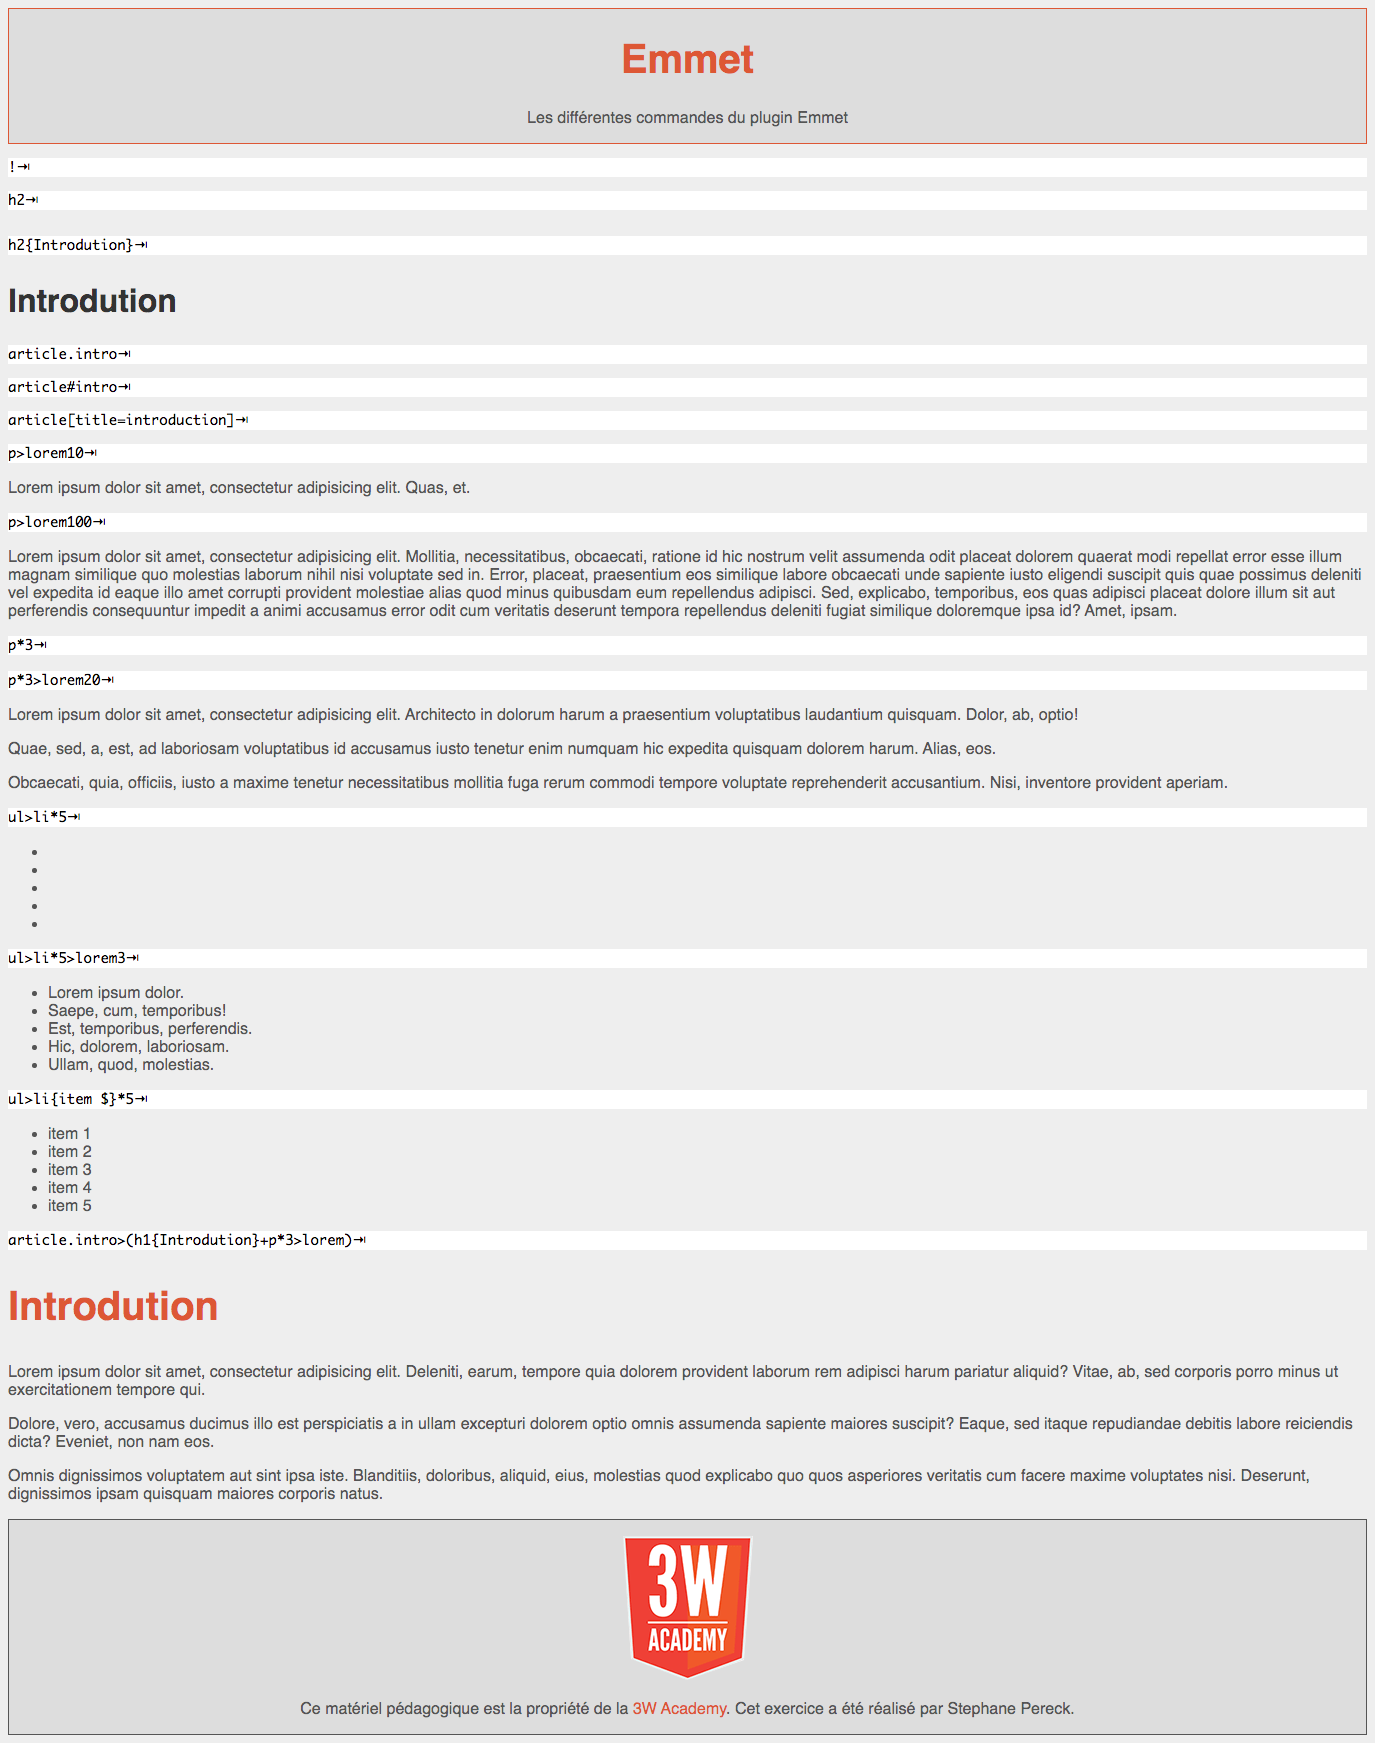 Emmet
Les différentes commandes du plugin Emmet
!⇥
h2⇥
h2{Introdution}⇥
Introdution
article.intro⇥
article#intro⇥
article[title=introduction]⇥
p>lorem10⇥
Lorem ipsum dolor sit amet, consectetur adipisicing elit. Quas, et.
p>lorem100⇥
Lorem ipsum dolor sit amet, consectetur adipisicing elit. Mollitia, necessitatibus, obcaecati, ratione id hic nostrum velit assumenda odit placeat dolorem quaerat modi repellat error esse illum
magnam similique quo molestias laborum nihil nisi voluptate sed in. Error, placeat, praesentium eos similique labore obcaecati unde sapiente iusto eligendi suscipit quis quae possimus deleniti
vel expedita id eaque illo amet corrupti provident molestiae alias quod minus quibusdam eum repellendus adipisci. Sed, explicabo, temporibus, eos quas adipisci placeat dolore illum sit aut
perferendis consequuntur impedit a animi accusamus error odit cum veritatis deserunt tempora repellendus deleniti fugiat similique doloremque ipsa id? Amet, ipsam.
p*3⇥
p*3>lorem20⇥
Lorem ipsum dolor sit amet, consectetur adipisicing elit. Architecto in dolorum harum a praesentium voluptatibus laudantium quisquam. Dolor, ab, optio!
Quae, sed, a, est, ad laboriosam voluptatibus id accusamus iusto tenetur enim numquam hic expedita quisquam dolorem harum. Alias, eos.
Obcaecati, quia, officiis, iusto a maxime tenetur necessitatibus mollitia fuga rerum commodi tempore voluptate reprehenderit accusantium. Nisi, inventore provident aperiam.
ul>li*5⇥
ul>li*5>lorem3⇥
• Lorem ipsum dolor.
• Saepe, cum, temporibus!
• Est, temporibus, perferendis.
• Hic, dolorem, laboriosam.
• Ullam, quod, molestias.
ul>li{item $}*5⇥
• item 1
• item 2
• item 3
• item 4
• item 5
article.intro>(h1{Introdution}+p*3>lorem)⇥
Introdution
Lorem ipsum dolor sit amet, consectetur adipisicing elit. Deleniti, earum, tempore quia dolorem provident laborum rem adipisci harum pariatur aliquid? Vitae, ab, sed corporis porro minus ut
exercitationem tempore qui.
Dolore, vero, accusamus ducimus illo est perspiciatis a in ullam excepturi dolorem optio omnis assumenda sapiente maiores suscipit? Eaque, sed itaque repudiandae debitis labore reiciendis
dicta? Eveniet, non nam eos.
Omnis dignissimos voluptatem aut sint ipsa iste. Blanditiis, doloribus, aliquid, eius, molestias quod explicabo quo quos asperiores veritatis cum facere maxime voluptates nisi. Deserunt,
dignissimos ipsam quisquam maiores corporis natus.
3W
ACADEMY
Ce matériel pédagogique est la propriété de la 3W Academy. Cet exercice a été réalisé par Stephane Pereck.